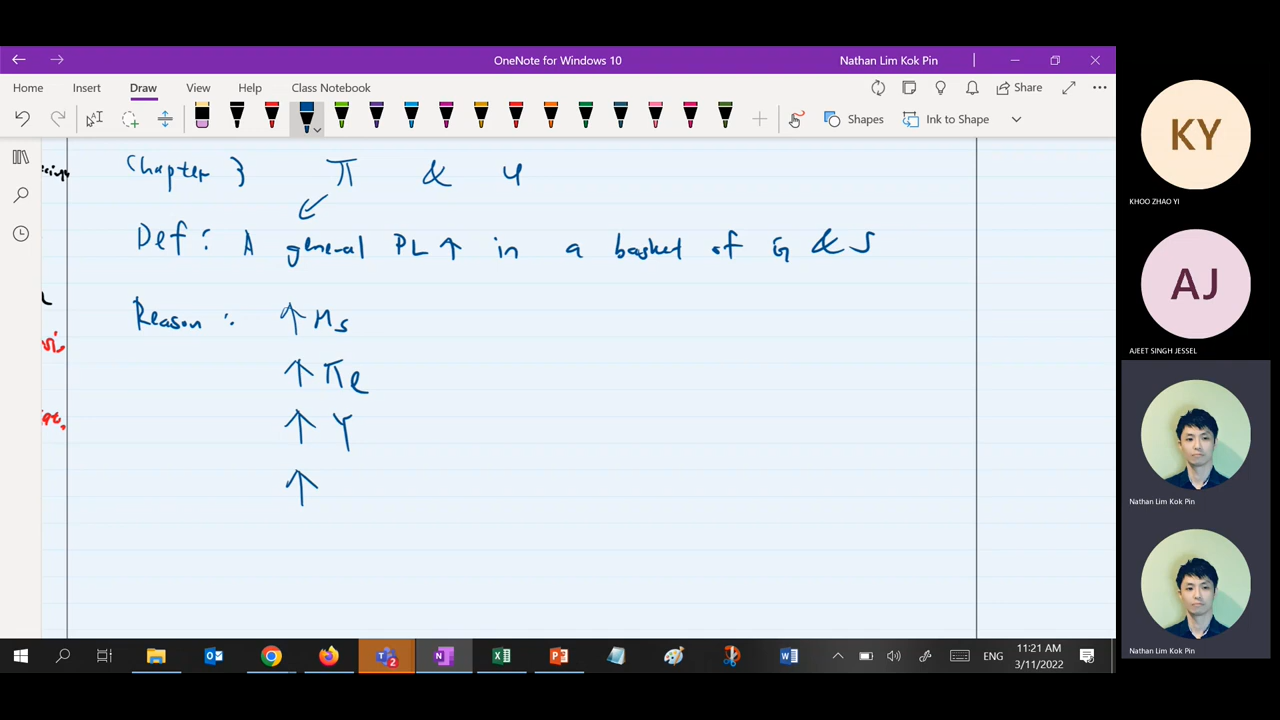 OneNote for Windows 10
Nathan Lim Kok Pin
Home Insert Draw View Help Class Notebook
Share
Shapes Ink to Shape
Chapter 3 π & 4
Def : A general PL ↑ in a basket of G & S
Reason : ↑ Ms
↑ πe
↑ Y
↑
KY
KHOO ZHAO YI
AJ
AJEET SINGH JESSEL
Nathan Lim Kok Pin
Nathan Lim Kok Pin
2
ENG
11:21 AM
3/11/2022